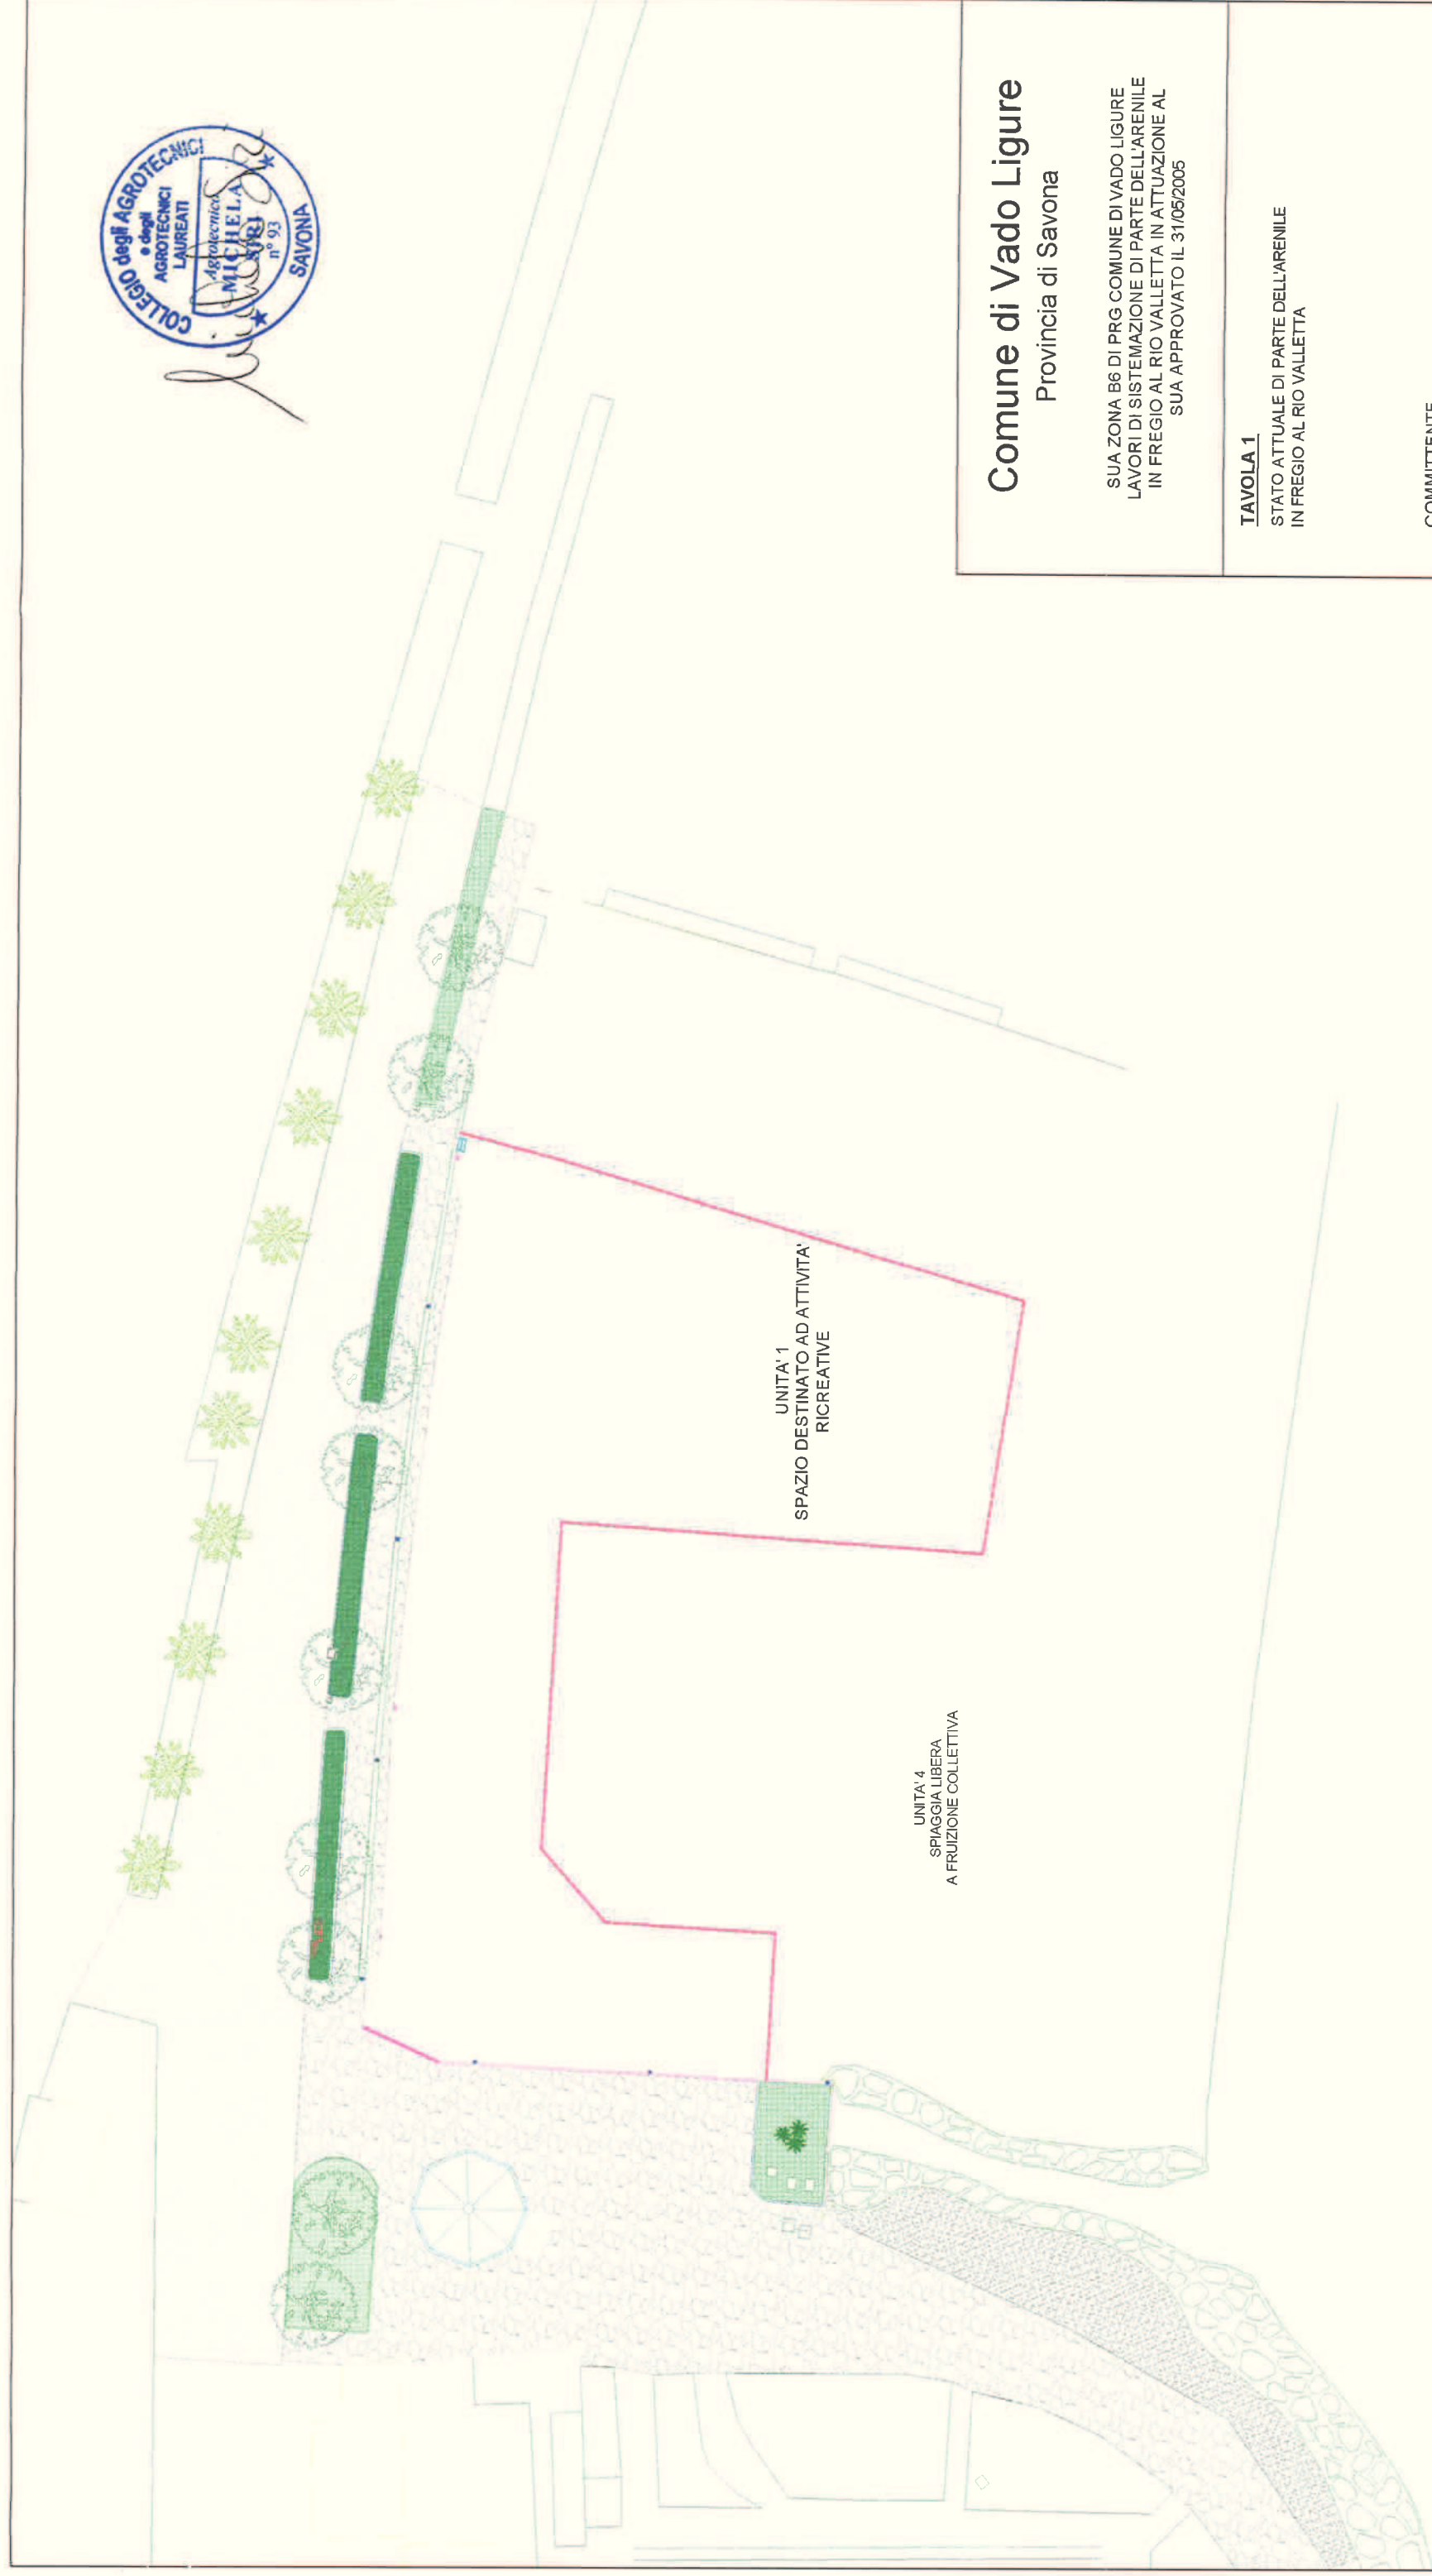 COLLEGIO degli AGROTECNICI
e degli
AGROTECNICI
LAUREATI
Agrotecnico
MICHELA
SIRI
n° 93
SAVONA
Comune di Vado Ligure
Provincia di Savona
SUA ZONA B6 DI PRG COMUNE DI VADO LIGURE
LAVORI DI SISTEMAZIONE DI PARTE DELL'ARENILE
IN FREGIO AL RIO VALLETTA IN ATTUAZIONE AL
SUA APPROVATO IL 31/05/2005
TAVOLA 1
STATO ATTUALE DI PARTE DELL'ARENILE
IN FREGIO AL RIO VALLETTA
COMMITTENTE
UNITA' 1
SPAZIO DESTINATO AD ATTIVITA'
RICREATIVE
UNITA' 4
SPIAGGIA LIBERA
A FRUIZIONE COLLETTIVA